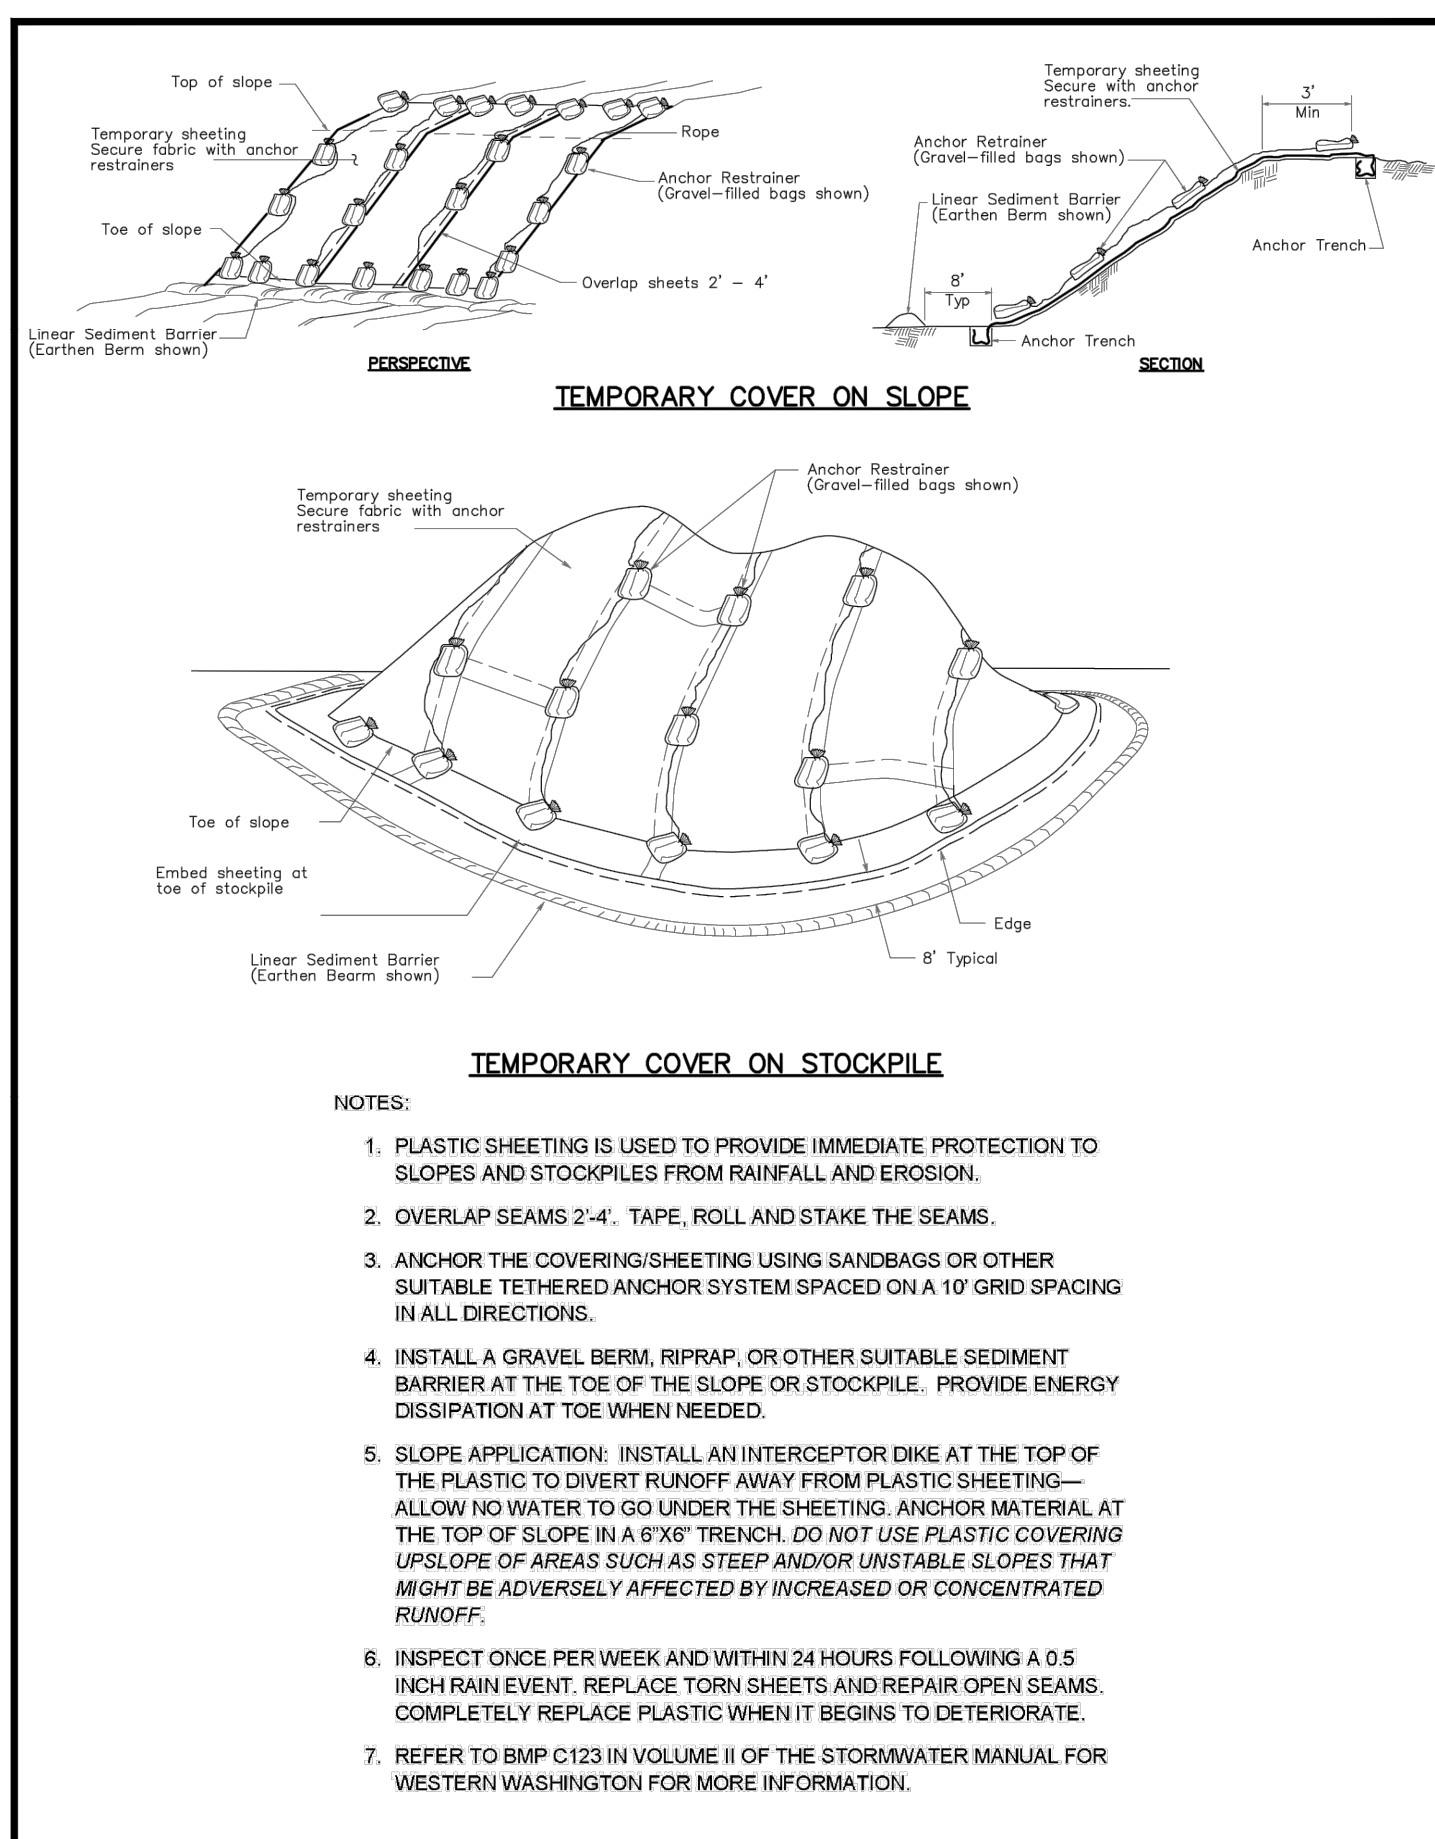 Top of slope
Temporary sheeting
Secure fabric with anchor
restrainers
Toe of slope
Linear Sediment Barrier
(Earthen Berm shown)
Rope
Anchor Restrainer
(Gravel-filled bags shown)
Overlap sheets 2' - 4'
PERSPECTIVE
Temporary sheeting
Secure with anchor
restrainers.
3'
Min
Anchor Retrainer
(Gravel-filled bags shown)
Linear Sediment Barrier
(Earthen Berm shown)
Anchor Trench
8'
Typ
Anchor Trench
SECTION
TEMPORARY COVER ON SLOPE
Anchor Restrainer
(Gravel-filled bags shown)
Temporary sheeting
Secure fabric with anchor
restrainers
Toe of slope
Embed sheeting at
toe of stockpile
Edge
8' Typical
Linear Sediment Barrier
(Earthen Bearm shown)
TEMPORARY COVER ON STOCKPILE
NOTES:
1. PLASTIC SHEETING IS USED TO PROVIDE IMMEDIATE PROTECTION TO
SLOPES AND STOCKPILES FROM RAINFALL AND EROSION.
2. OVERLAP SEAMS 2'-4'. TAPE, ROLL AND STAKE THE SEAMS.
3. ANCHOR THE COVERING/SHEETING USING SANDBAGS OR OTHER
SUITABLE TETHERED ANCHOR SYSTEM SPACED ON A 10' GRID SPACING
IN ALL DIRECTIONS.
4. INSTALL A GRAVEL BERM, RIPRAP, OR OTHER SUITABLE SEDIMENT
BARRIER AT THE TOE OF THE SLOPE OR STOCKPILE. PROVIDE ENERGY
DISSIPATION AT TOE WHEN NEEDED.
5. SLOPE APPLICATION: INSTALL AN INTERCEPTOR DIKE AT THE TOP OF
THE PLASTIC TO DIVERT RUNOFF AWAY FROM PLASTIC SHEETING—
ALLOW NO WATER TO GO UNDER THE SHEETING. ANCHOR MATERIAL AT
THE TOP OF SLOPE IN A 6"X6" TRENCH. DO NOT USE PLASTIC COVERING
UPSLOPE OF AREAS SUCH AS STEEP AND/OR UNSTABLE SLOPES THAT
MIGHT BE ADVERSELY AFFECTED BY INCREASED OR CONCENTRATED
RUNOFF.
6. INSPECT ONCE PER WEEK AND WITHIN 24 HOURS FOLLOWING A 0.5
INCH RAIN EVENT. REPLACE TORN SHEETS AND REPAIR OPEN SEAMS.
COMPLETELY REPLACE PLASTIC WHEN IT BEGINS TO DETERIORATE.
7. REFER TO BMP C123 IN VOLUME II OF THE STORMWATER MANUAL FOR
WESTERN WASHINGTON FOR MORE INFORMATION.